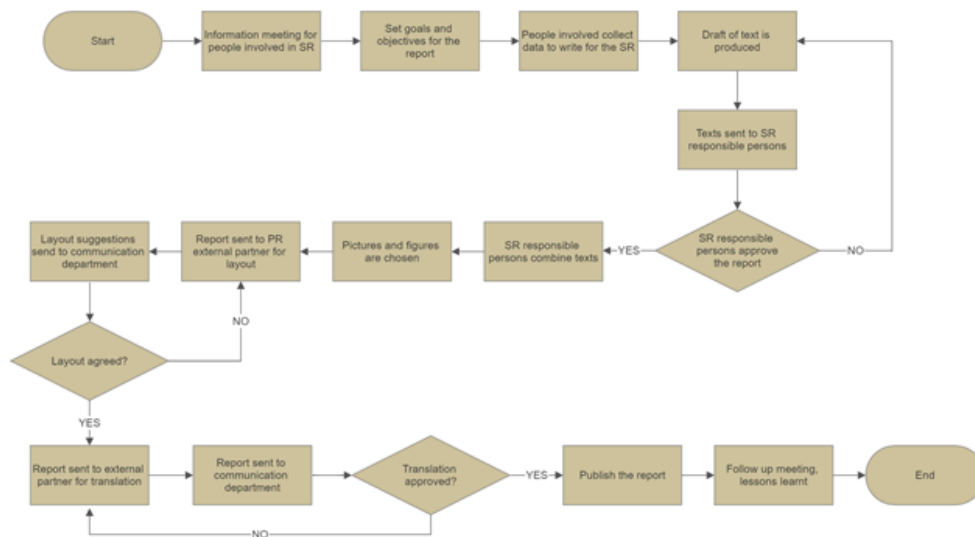 Start
Information meeting for
people involved in SR
Set goals and
objectives for the
report
People involved collect
data to write for the SR
Draft of text is
produced
Texts sent to SR
responsible persons
SR responsible
persons approve
the report
NO
YES
SR responsible
persons combine texts
Pictures and figures
are chosen
Report sent to PR
external partner for
layout
Layout suggestions
send to communication
department
Layout agreed?
NO
YES
Report sent to external
partner for translation
Report sent to
communication
department
Translation
approved?
NO
YES
Publish the report
Follow up meeting,
lessons learnt
End